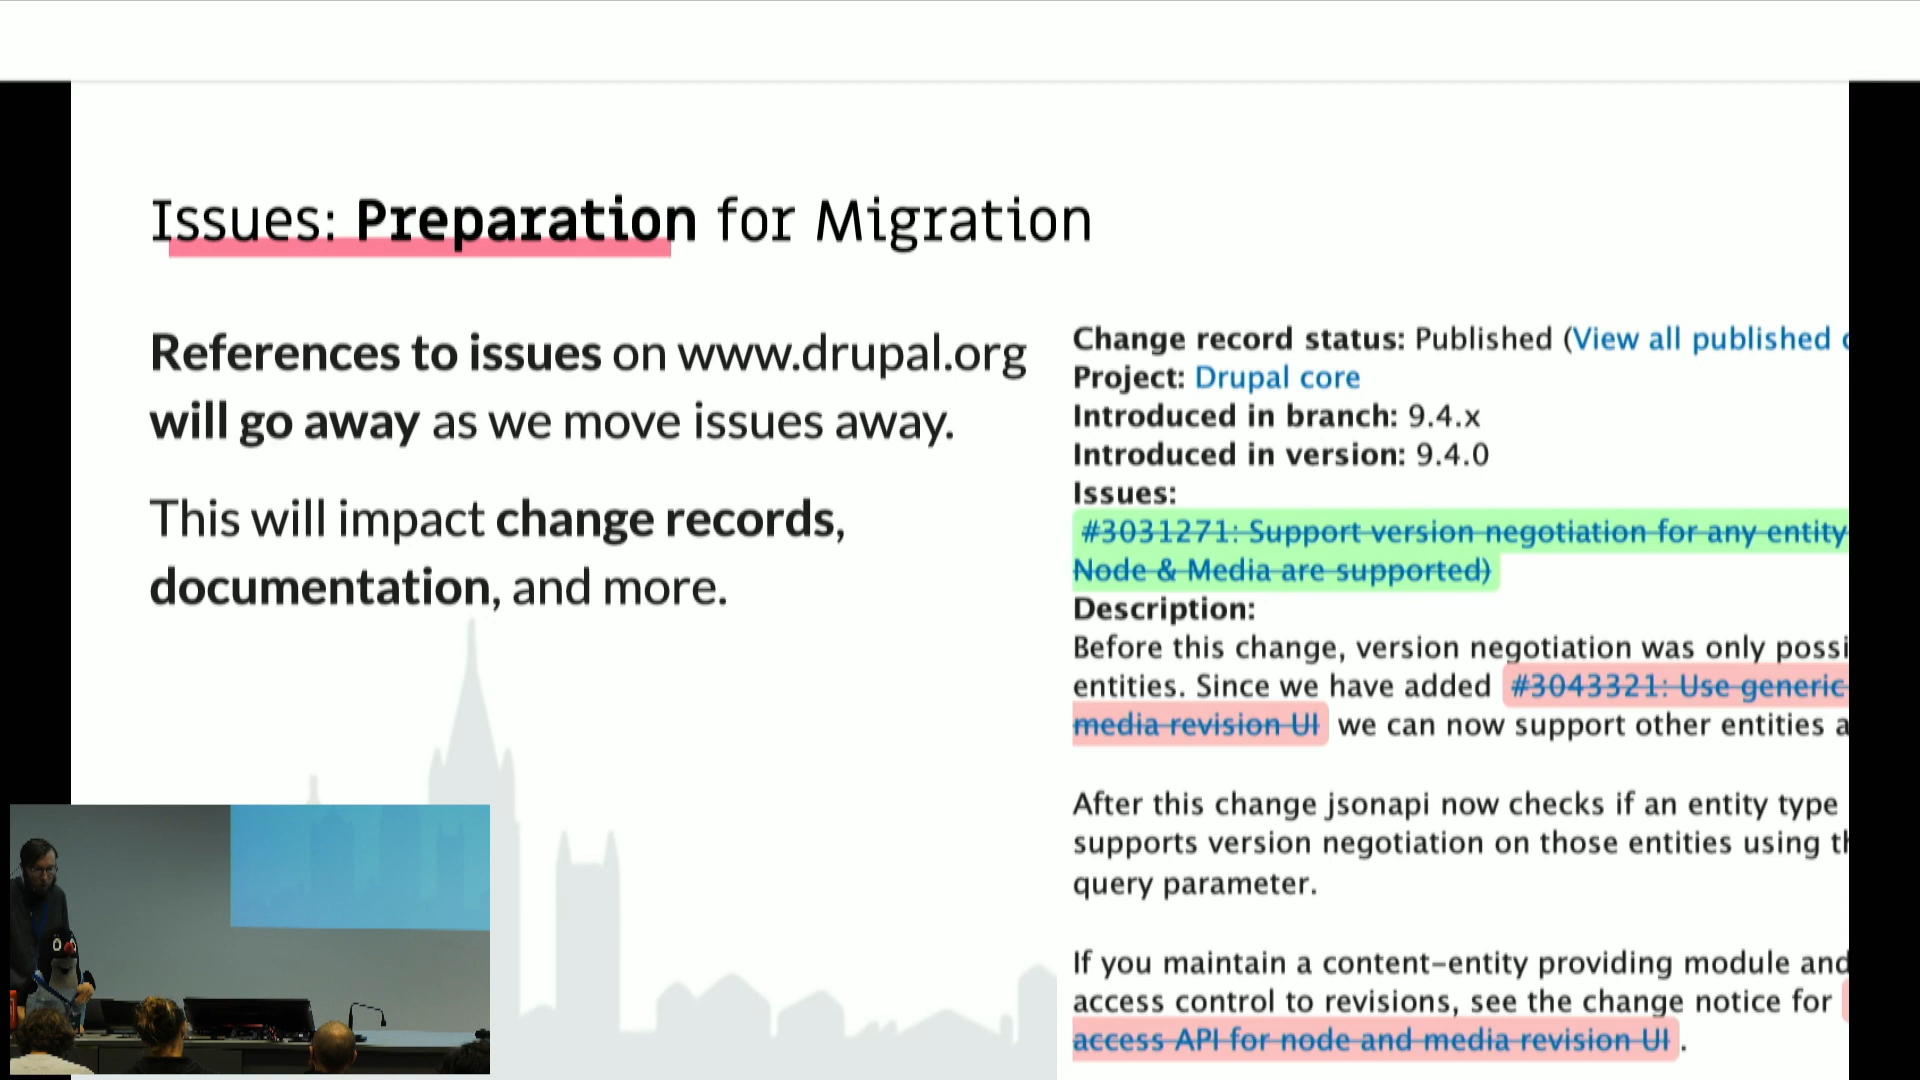 Issues: Preparation for Migration
References to issues on www.drupal.org
will go away as we move issues away.
This will impact change records,
documentation, and more.
Change record status: Published (View all published
Project: Drupal core
Introduced in branch: 9.4.x
Introduced in version: 9.4.0
Issues:
#3031271: Support version negotiation for any entity
Node & Media are supported)
Description:
Before this change, version negotiation was only possi
entities. Since we have added #3043321: Use generic
media revision UI we can now support other entities a
After this change jsonapi now checks if an entity type
supports version negotiation on those entities using th
query parameter.
If you maintain a content-entity providing module and
access control to revisions, see the change notice for
access API for node and media revision UI .